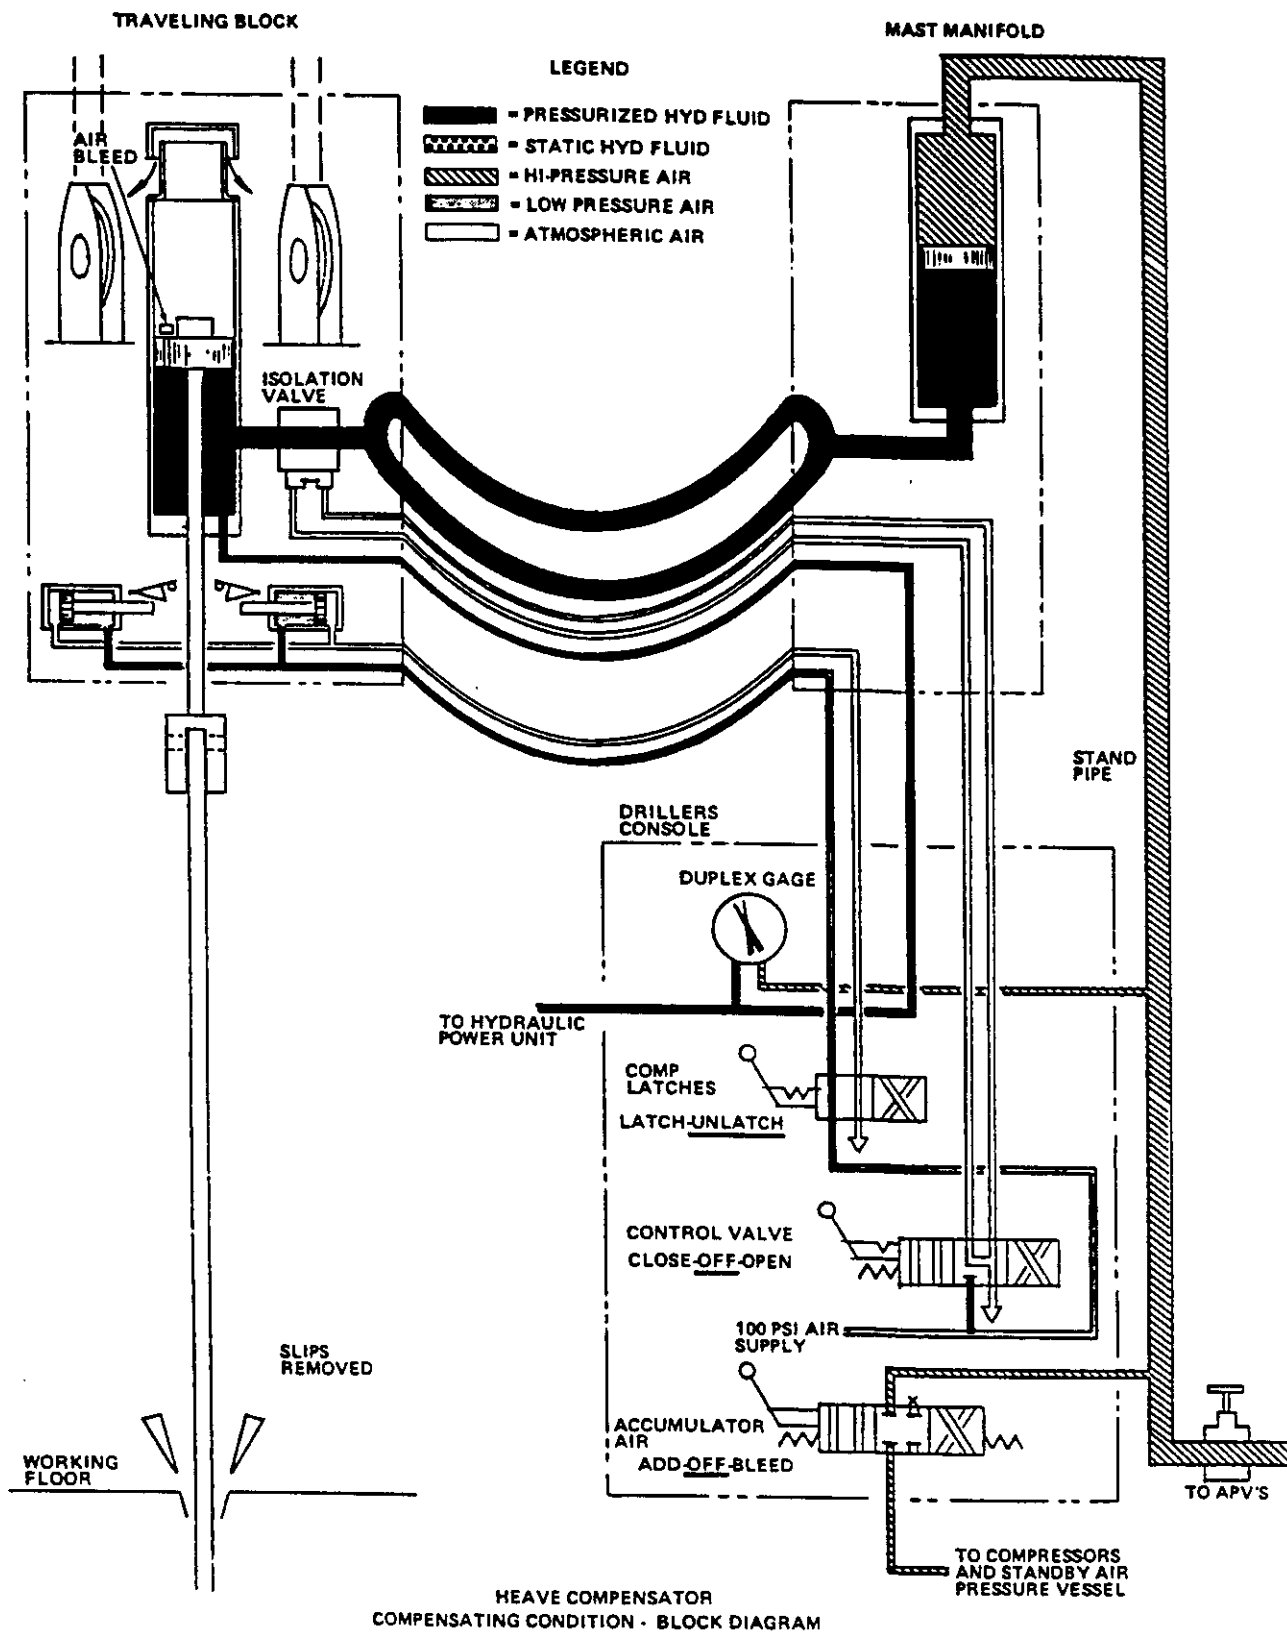 TRAVELING BLOCK
MAST MANIFOLD
LEGEND
= PRESSURIZED HYD FLUID
= STATIC HYD FLUID
= HI-PRESSURE AIR
= LOW PRESSURE AIR
= ATMOSPHERIC AIR
AIR
BLEED
ISOLATION
VALVE
STAND
PIPE
DRILLERS
CONSOLE
DUPLEX GAGE
TO HYDRAULIC
POWER UNIT
COMP
LATCHES
LATCH-UNLATCH
CONTROL VALVE
CLOSE-OFF-OPEN
100 PSI AIR
SUPPLY
SLIPS
REMOVED
ACCUMULATOR
AIR
ADD-OFF-BLEED
WORKING
FLOOR
TO APV'S
TO COMPRESSORS
AND STANDBY AIR
PRESSURE VESSEL
HEAVE COMPENSATOR
COMPENSATING CONDITION - BLOCK DIAGRAM